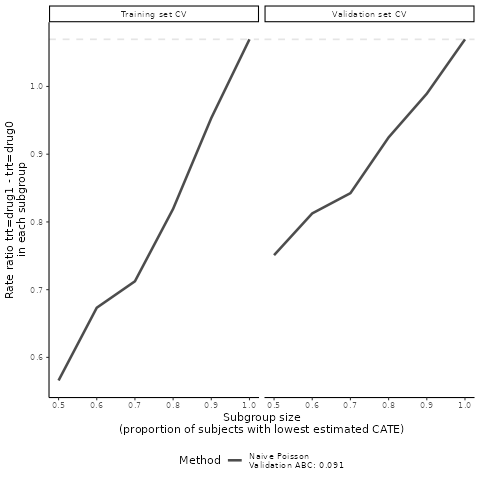 Training set CV
Validation set CV
1.0
0.9
0.8
0.7
0.6
Rate ratio trt=drug1 - trt=drug0
in each subgroup
0.5 0.6 0.7 0.8 0.9 1.0
0.5 0.6 0.7 0.8 0.9 1.0
Subgroup size
(proportion of subjects with lowest estimated CATE)
Method
Naive Poisson
Validation ABC: 0.091